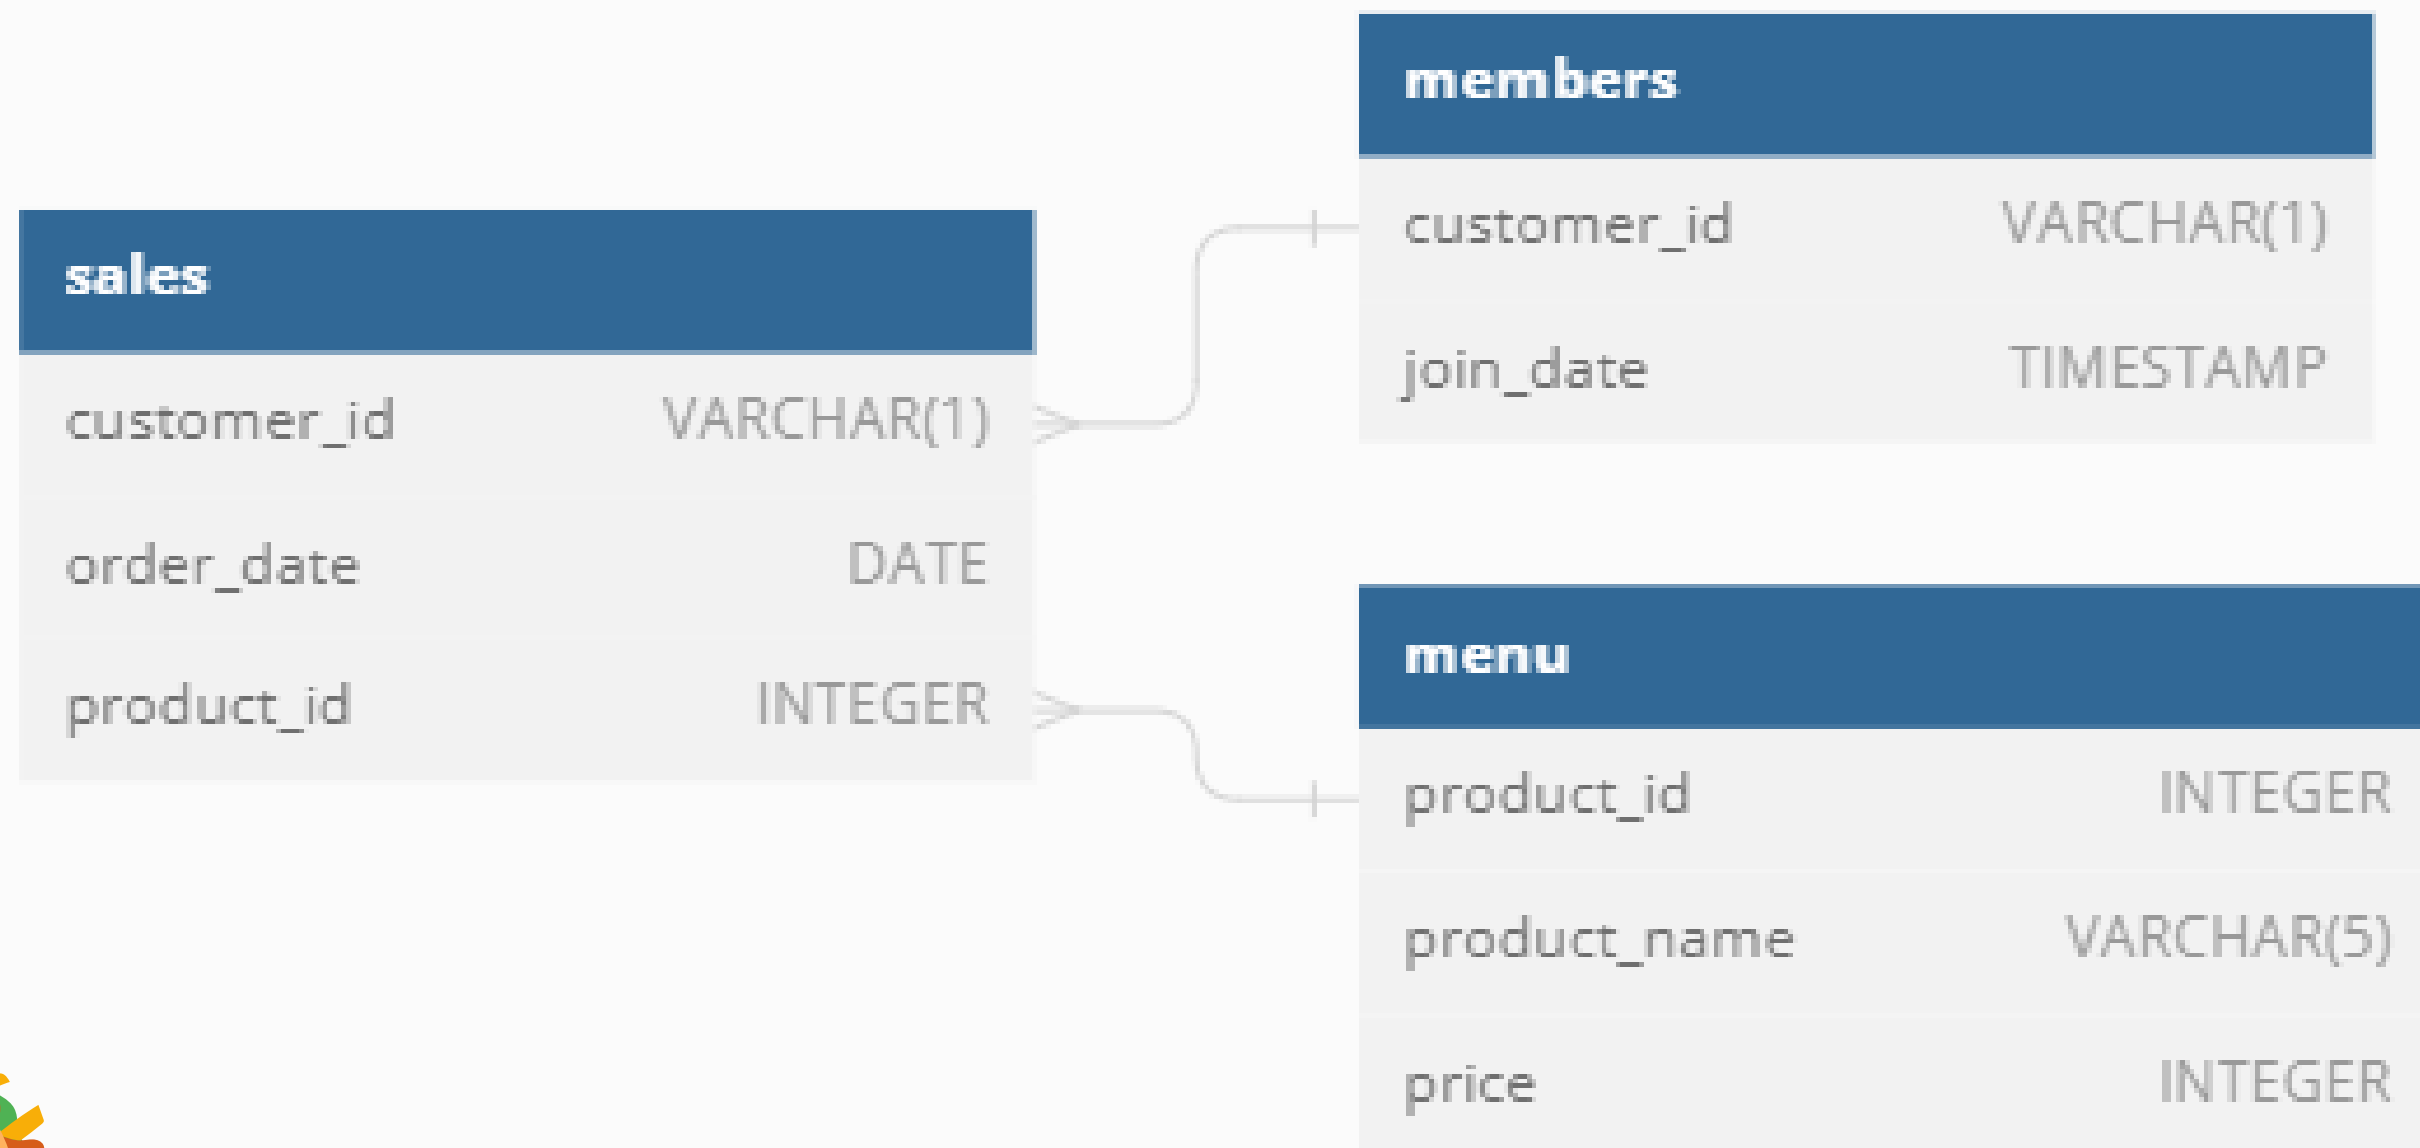 sales
customer_id VARCHAR(1)
order_date DATE
product_id INTEGER
members
customer_id VARCHAR(1)
join_date TIMESTAMP
menu
product_id INTEGER
product_name VARCHAR(5)
price INTEGER